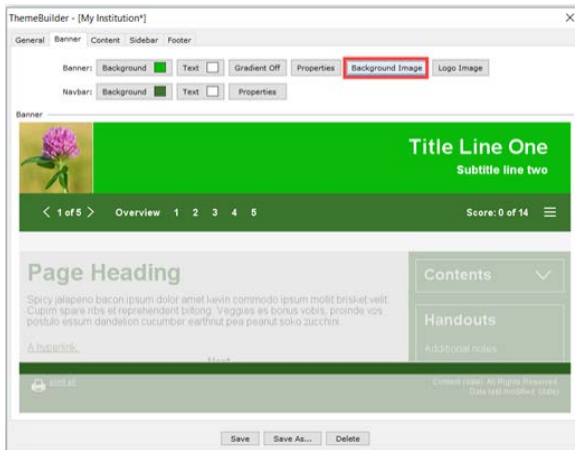 ThemeBuilder - [My Institution*]
General Banner Content Sidebar Footer
Banner: Background Text Gradient Off Properties Background Image Logo Image
Navbar: Background Text Properties
Banner
Title Line One
Subtitle line two
1 of 5 Overview 1 2 3 4 5 Score: 0 of 14
Page Heading
Spicy jalapeno bacon ipsum dolor amet kevin commodo ipsum mollit brisket velit.
Cupim spare ribs et reprehenderit biltong. Veggies es bonus vobis, proinde vos
postulo essum dandelion cucumber earthnut pea peanut soko zucchini.
A hyperlink.
Next
Contents
Handouts
Additional notes
print all
Content (date). All Rights Reserved.
Date last modified: (date)
Save Save As... Delete